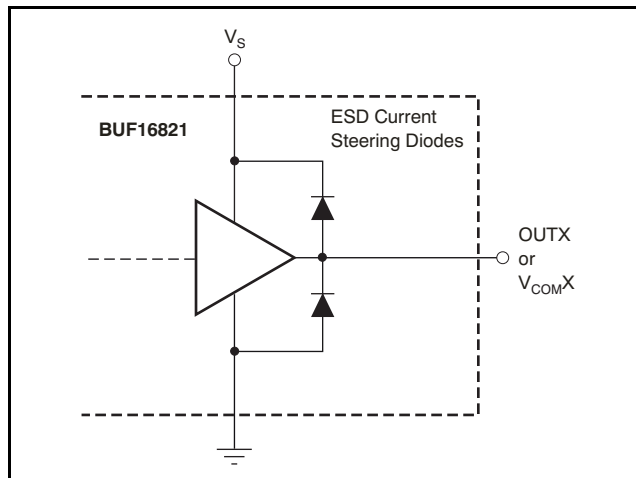 V_S
BUF16821
ESD Current
Steering Diodes
OUTX
or
V_COMX